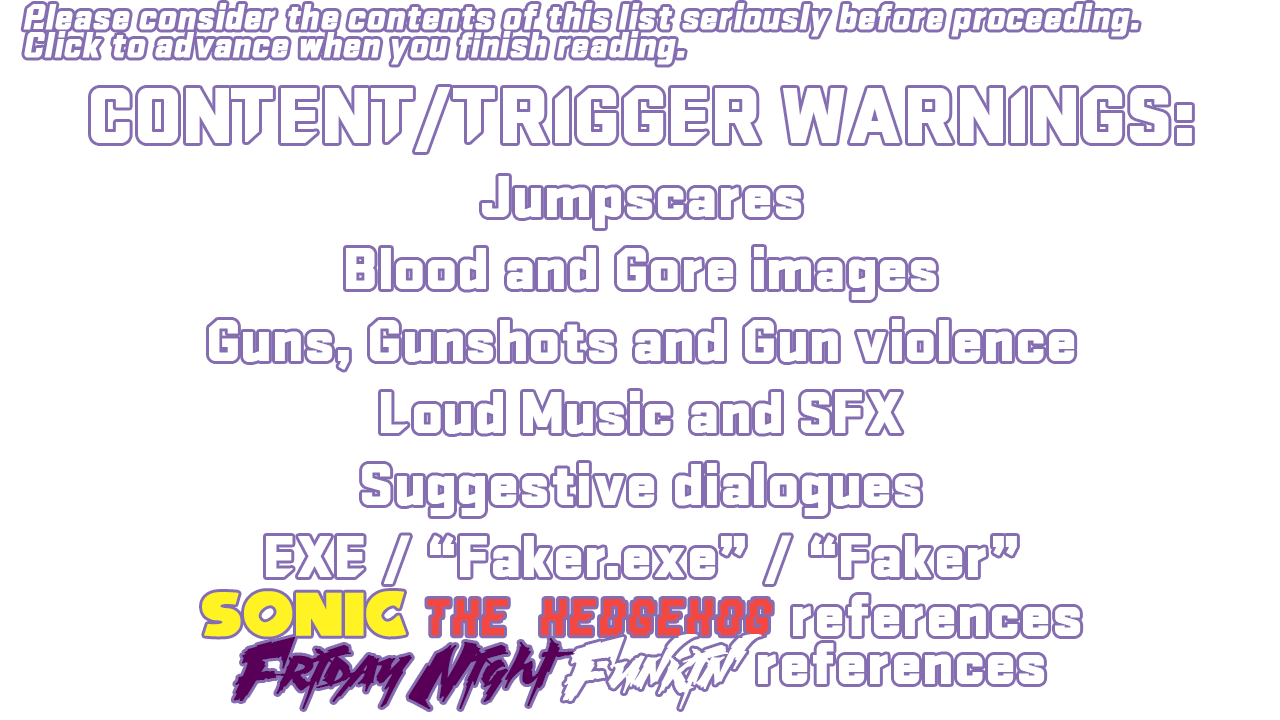 Please consider the contents of this list seriously before proceeding.
Click to advance when you finish reading.
CONTENT/TRIGGER WARNINGS:
Jumpscares
Blood and Gore images
Guns, Gunshots and Gun violence
Loud Music and SFX
Suggestive dialogues
EXE / “Faker.exe” / “Faker”
SONIC THE HEDGEHOG references
FRIDAY NIGHT FUNKIN' references